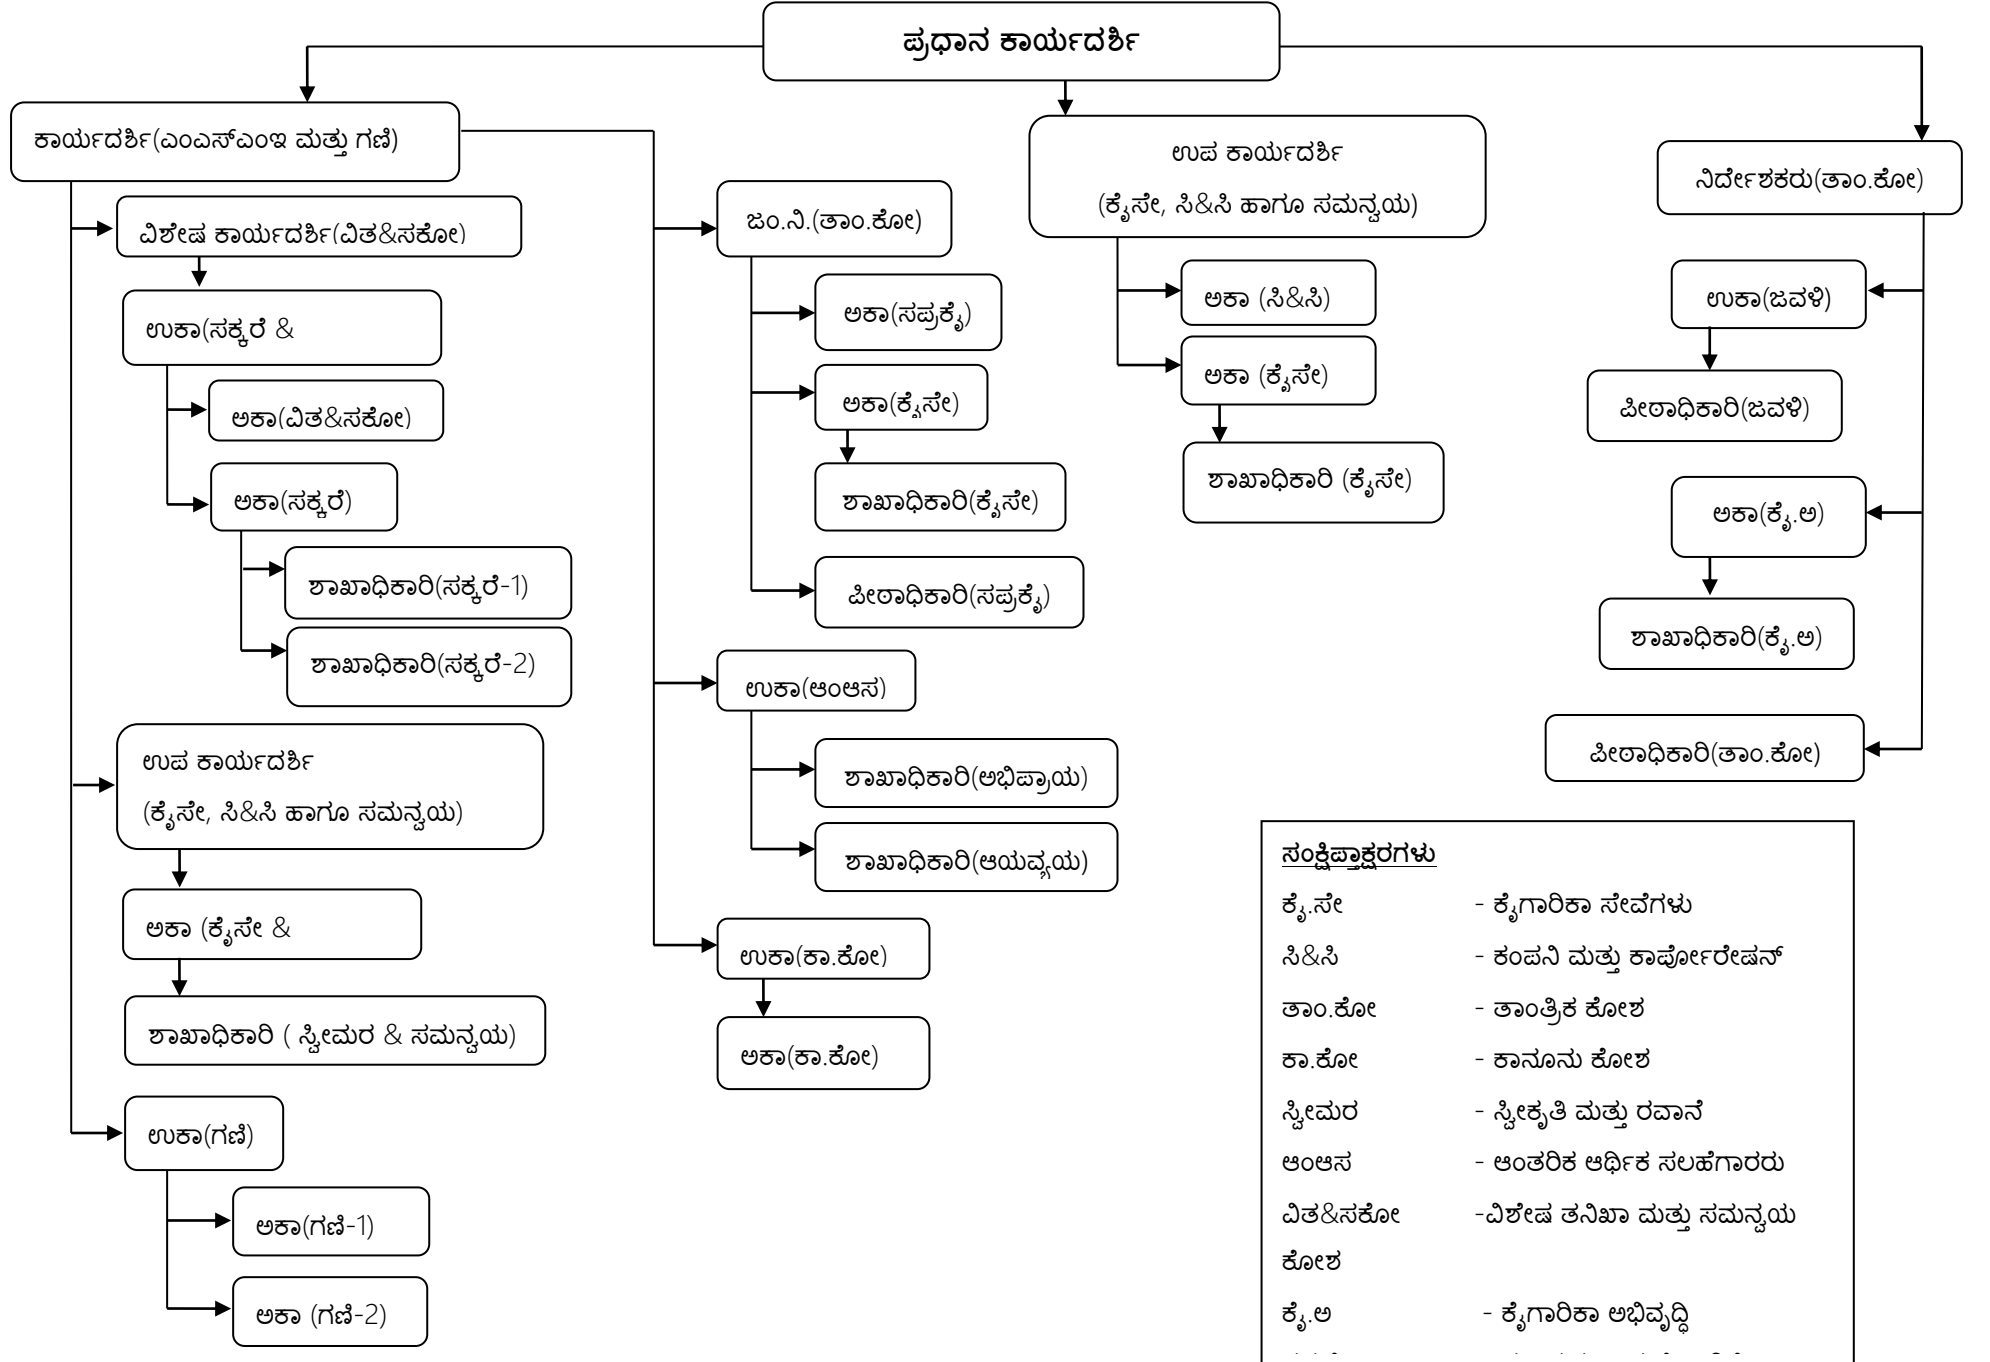 ಪ್ರಧಾನ ಕಾರ್ಯದರ್ಶಿ
ಕಾರ್ಯದರ್ಶಿ(ಎಂಎಸ್ಎಂಇ ಮತ್ತು ಗಣಿ)
ವಿಶೇಷ ಕಾರ್ಯದರ್ಶಿ(ವಿತ&ಸಕೋ)
ಉಕಾ(ಸಕ್ಕರೆ &
ಅಕಾ(ವಿತ&ಸಕೋ)
ಅಕಾ(ಸಕ್ಕರೆ)
ಶಾಖಾಧಿಕಾರಿ(ಸಕ್ಕರೆ-1)
ಶಾಖಾಧಿಕಾರಿ(ಸಕ್ಕರೆ-2)
ಉಪ ಕಾರ್ಯದರ್ಶಿ
(ಕೈಸೇ, ಸಿ&ಸಿ ಹಾಗೂ ಸಮನ್ವಯ)
ಅಕಾ (ಕೈಸೇ &
ಶಾಖಾಧಿಕಾರಿ ( ಸ್ವೀಮರ & ಸಮನ್ವಯ)
ಉಕಾ(ಗಣಿ)
ಅಕಾ(ಗಣಿ-1)
ಅಕಾ (ಗಣಿ-2)
ಜಂ.ನಿ.(ತಾಂ.ಕೋ)
ಅಕಾ(ಸಪ್ರಕೈ)
ಅಕಾ(ಕೈಸೇ)
ಶಾಖಾಧಿಕಾರಿ(ಕೈಸೇ)
ಪೀಠಾಧಿಕಾರಿ(ಸಪ್ರಕೈ)
ಉಕಾ(ಆಂಆಸ)
ಶಾಖಾಧಿಕಾರಿ(ಅಭಿಪ್ರಾಯ)
ಶಾಖಾಧಿಕಾರಿ(ಆಯವ್ಯಯ)
ಉಕಾ(ಕಾ.ಕೋ)
ಅಕಾ(ಕಾ.ಕೋ)
ಉಪ ಕಾರ್ಯದರ್ಶಿ
(ಕೈಸೇ, ಸಿ&ಸಿ ಹಾಗೂ ಸಮನ್ವಯ)
ಅಕಾ (ಸಿ&ಸಿ)
ಅಕಾ (ಕೈಸೇ)
ಶಾಖಾಧಿಕಾರಿ (ಕೈಸೇ)
ನಿರ್ದೇಶಕರು(ತಾಂ.ಕೋ)
ಉಕಾ(ಜವಳಿ)
ಪೀಠಾಧಿಕಾರಿ(ಜವಳಿ)
ಅಕಾ(ಕೈ.ಅ)
ಶಾಖಾಧಿಕಾರಿ(ಕೈ.ಅ)
ಪೀಠಾಧಿಕಾರಿ(ತಾಂ.ಕೋ)
ಸಂಕ್ಷಿಪ್ತಾಕ್ಷರಗಳು
ಕೈ.ಸೇ - ಕೈಗಾರಿಕಾ ಸೇವೆಗಳು
ಸಿ&ಸಿ - ಕಂಪನಿ ಮತ್ತು ಕಾರ್ಪೋರೇಷನ್
ತಾಂ.ಕೋ - ತಾಂತ್ರಿಕ ಕೋಶ
ಕಾ.ಕೋ - ಕಾನೂನು ಕೋಶ
ಸ್ವೀಮರ - ಸ್ವೀಕೃತಿ ಮತ್ತು ರವಾನೆ
ಆಂಆಸ - ಆಂತರಿಕ ಆರ್ಥಿಕ ಸಲಹೆಗಾರರು
ವಿತ&ಸಕೋ -ವಿಶೇಷ ತನಿಖಾ ಮತ್ತು ಸಮನ್ವಯ
ಕೋಶ
ಕೈ.ಅ - ಕೈಗಾರಿಕಾ ಅಭಿವೃದ್ಧಿ